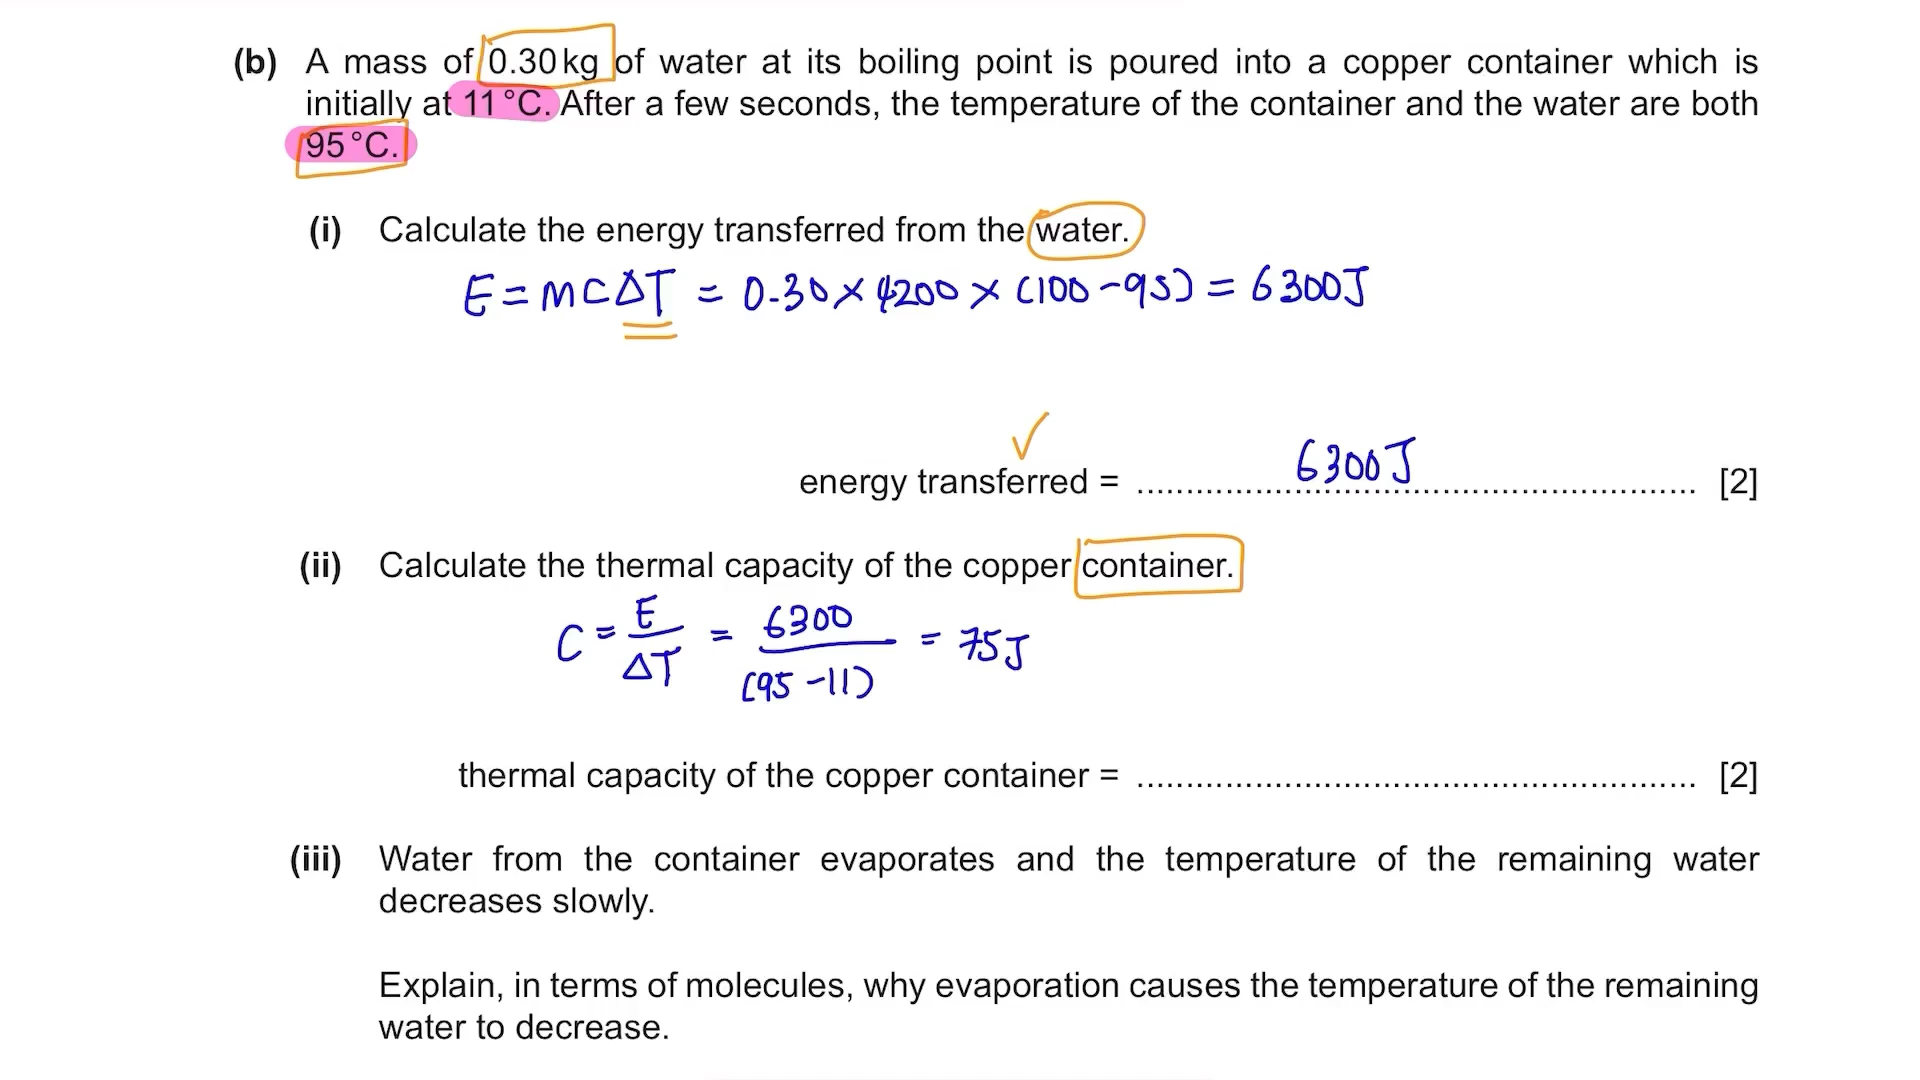 (b) A mass of 0.30 kg of water at its boiling point is poured into a copper container which is
initially at 11 °C. After a few seconds, the temperature of the container and the water are both
95 °C.
(i) Calculate the energy transferred from the water.
E = mcΔT = 0.30 × 4200 × (100 - 95) = 6300J
energy transferred = ........................................................ [2]
6300J
(ii) Calculate the thermal capacity of the copper container.
C = E/ΔT = 6300/(95 - 11) = 75J
thermal capacity of the copper container = ........................................................ [2]
(iii) Water from the container evaporates and the temperature of the remaining water
decreases slowly.
Explain, in terms of molecules, why evaporation causes the temperature of the remaining
water to decrease.